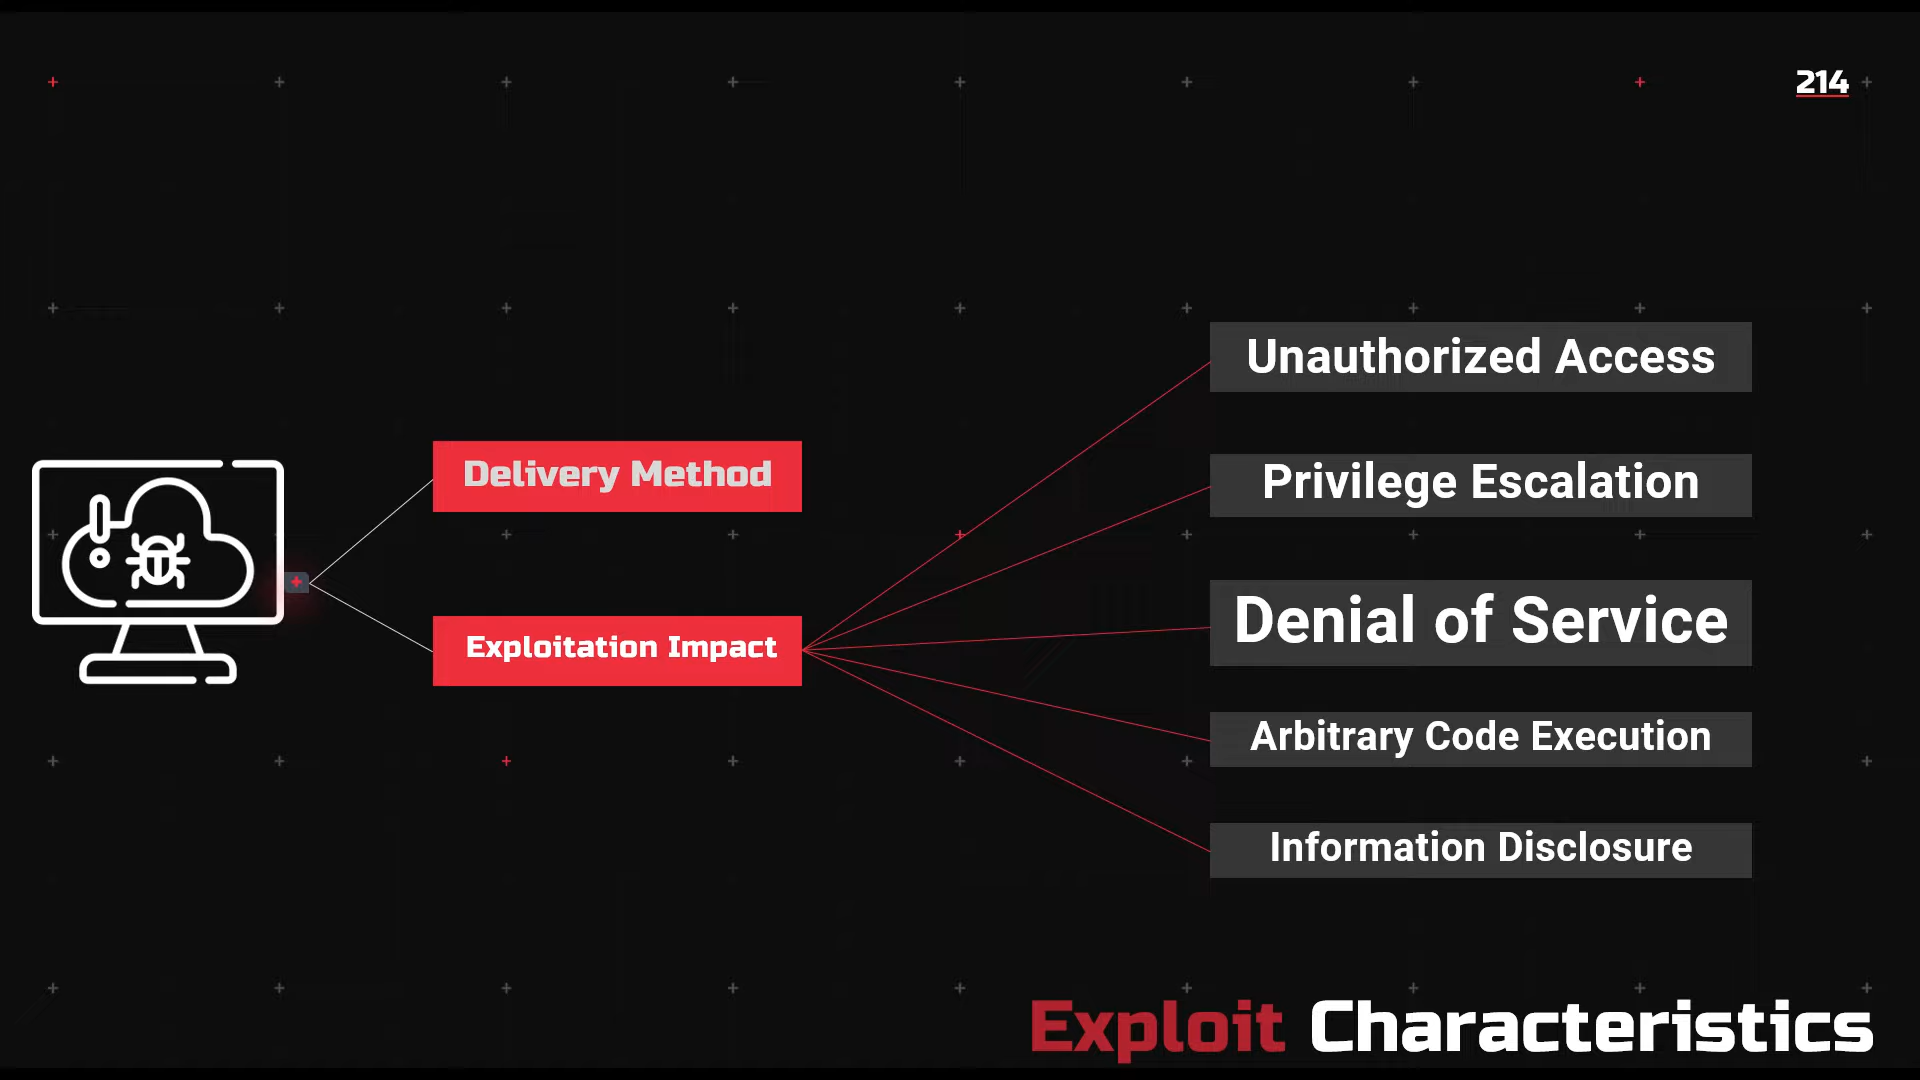 214
Delivery Method
Exploitation Impact
Unauthorized Access
Privilege Escalation
Denial of Service
Arbitrary Code Execution
Information Disclosure
Exploit Characteristics